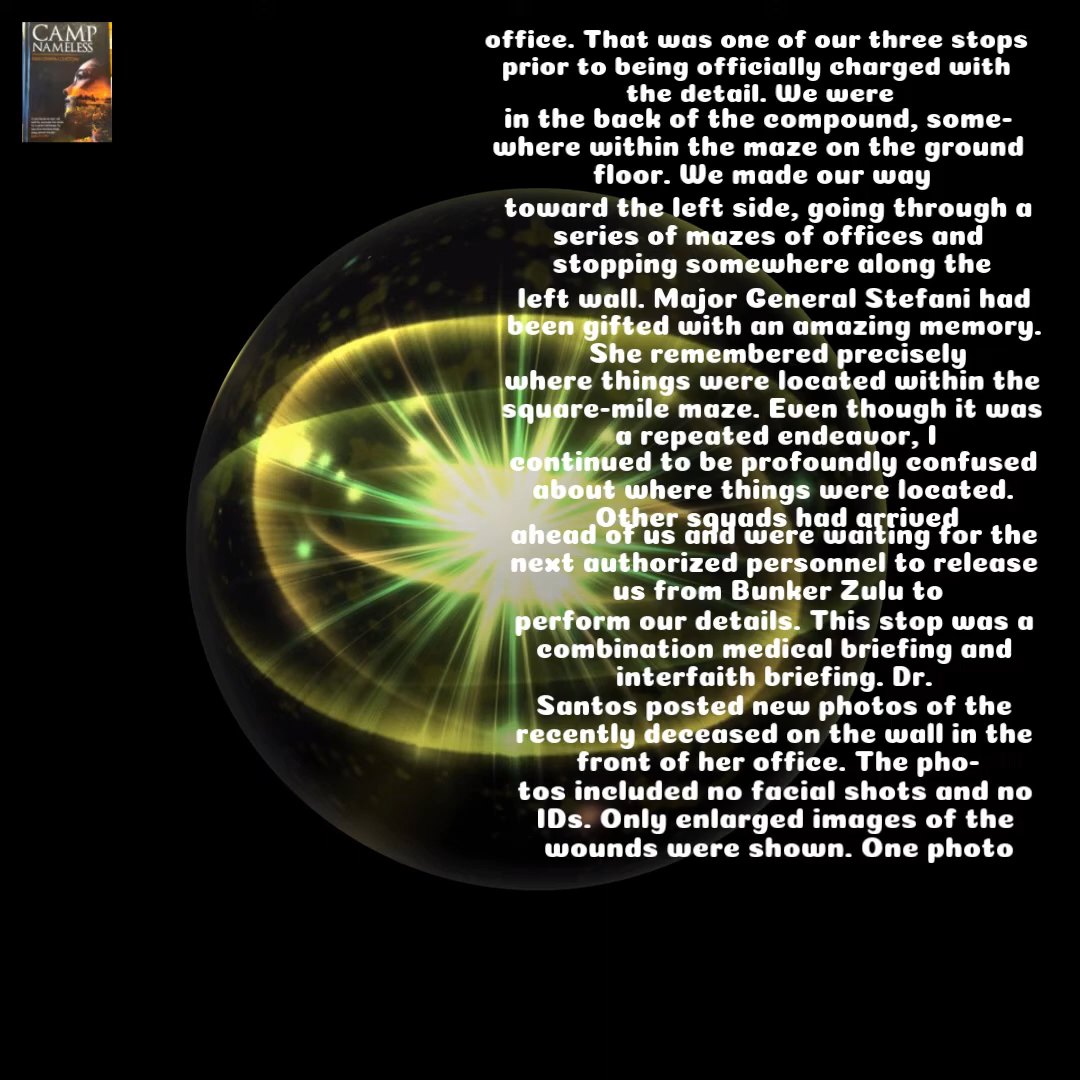 CAMP
NAMELESS
office. That was one of our three stops
prior to being officially charged with
the detail. We were
in the back of the compound, some-
where within the maze on the ground
floor. We made our way
toward the left side, going through a
series of mazes of offices and
stopping somewhere along the
left wall. Major General Stefani had
been gifted with an amazing memory.
She remembered precisely
where things were located within the
square-mile maze. Even though it was
a repeated endeavor, I
continued to be profoundly confused
about where things were located.
Other squads had arrived
ahead of us and were waiting for the
next authorized personnel to release
us from Bunker Zulu to
perform our details. This stop was a
combination medical briefing and
interfaith briefing. Dr.
Santos posted new photos of the
recently deceased on the wall in the
front of her office. The pho-
tos included no facial shots and no
IDs. Only enlarged images of the
wounds were shown. One photo